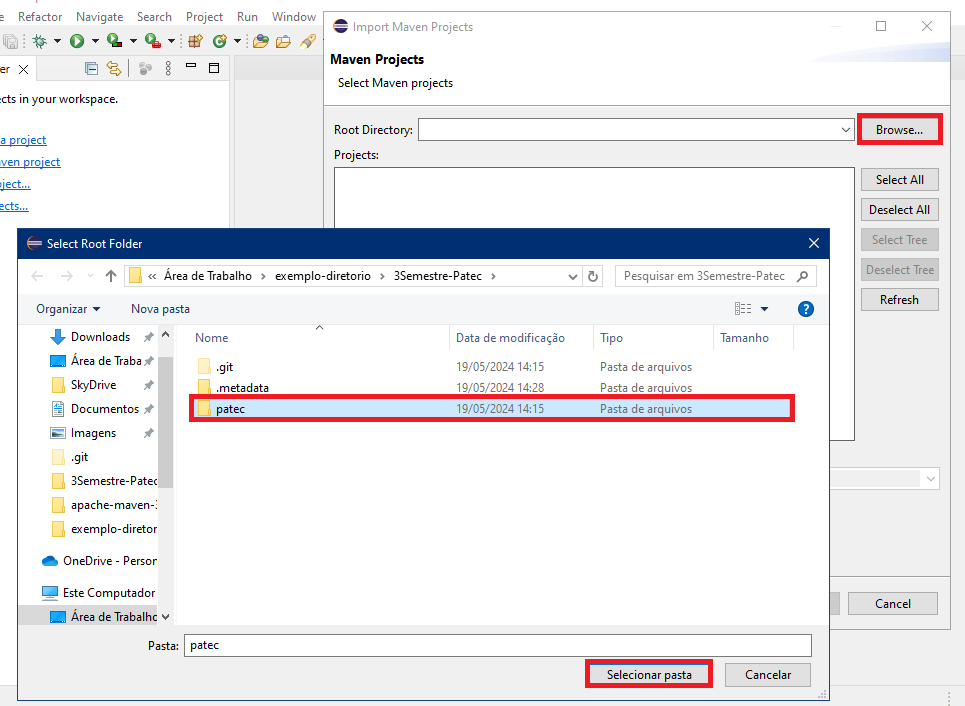 e Refactor Navigate Search Project Run Window
er
ects in your workspace.
a project
aven project
ject...
ects...
Import Maven Projects
Maven Projects
Select Maven projects
Root Directory:
Browse...
Projects:
Select All
Deselect All
Select Tree
Deselect Tree
Refresh
Cancel
Select Root Folder
« Área de Trabalho › exemplo-diretorio › 3Semestre-Patec ›
Pesquisar em 3Semestre-Patec
Organizar
Nova pasta
?
Downloads
Área de Traba
SkyDrive
Documentos
Imagens
.git
3Semestre-Patec
apache-maven-3
exemplo-diretor
OneDrive - Person
Este Computador
Área de Trabalho
Nome Data de modificação Tipo Tamanho
.git 19/05/2024 14:15 Pasta de arquivos
.metadata 19/05/2024 14:28 Pasta de arquivos
patec 19/05/2024 14:15 Pasta de arquivos
Pasta: patec
Selecionar pasta
Cancelar